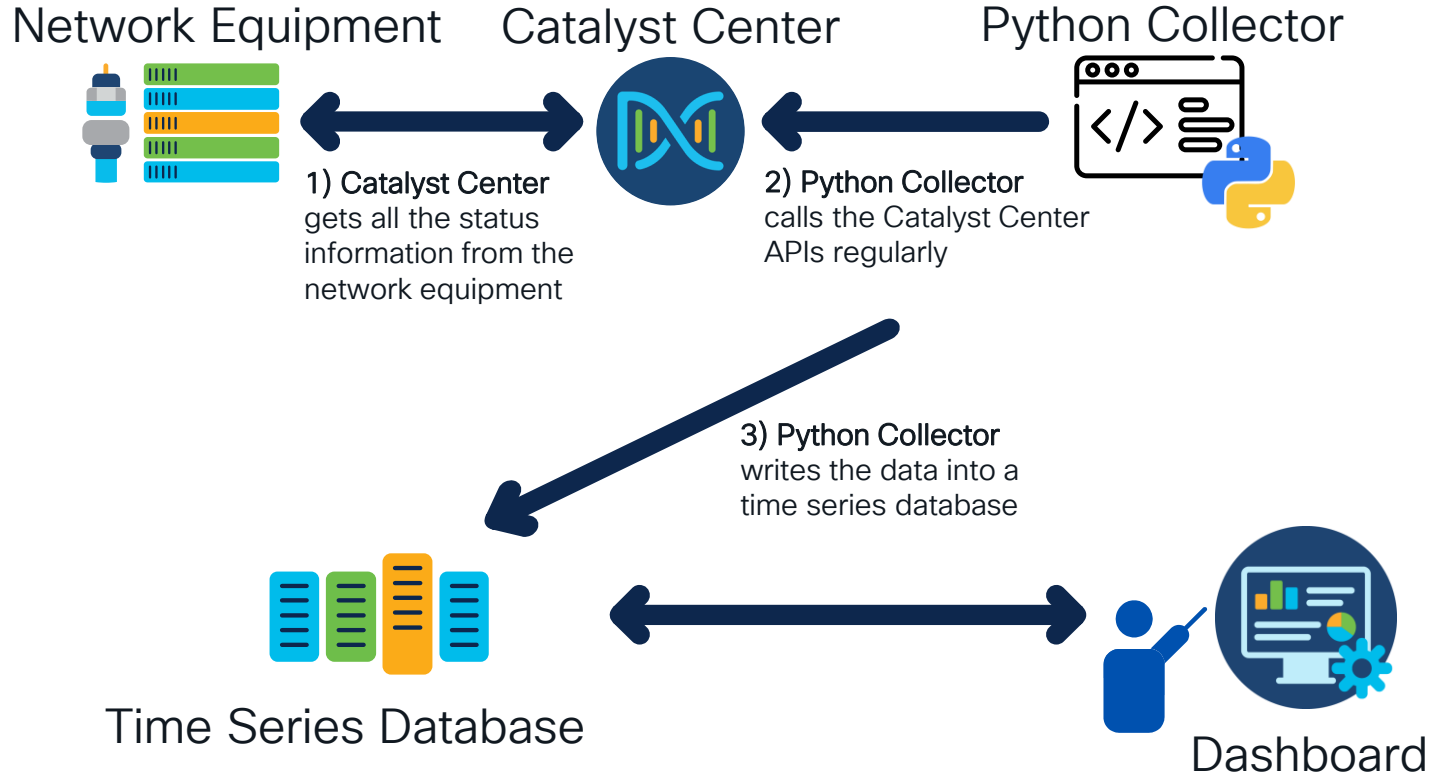 Network Equipment
Catalyst Center
Python Collector
</>
1) Catalyst Center
gets all the status
information from the
network equipment
2) Python Collector
calls the Catalyst Center
APIs regularly
3) Python Collector
writes the data into a
time series database
Time Series Database
Dashboard